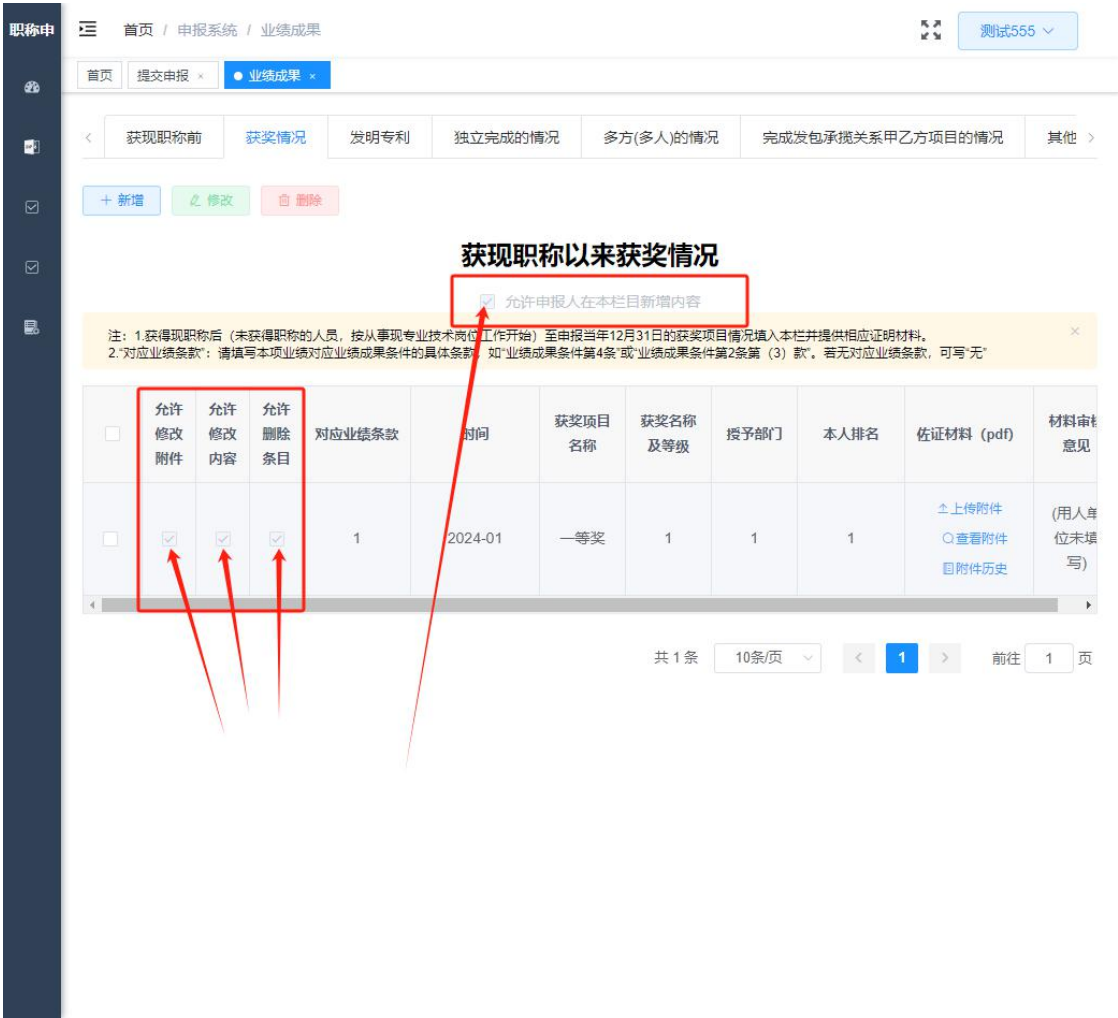 职称申
首页 / 申报系统 / 业绩成果
测试555
首页
提交申报 ×
业绩成果 ×
获现职称前
获奖情况
发明专利
独立完成的情况
多方(多人)的情况
完成发包承揽关系甲乙方项目的情况
其他
+ 新增
修改
删除
获现职称以来获奖情况
允许申报人在本栏目新增内容
注：1.获得现职称后（未获得职称的人员，按从事现专业技术岗位工作开始）至申报当年12月31日的获奖项目情况填入本栏并提供相应证明材料。
2."对应业绩条款"：请填写本项业绩对应业绩成果条件的具体条款，如"业绩成果条件第4条"或"业绩成果条件第2条第（3）款"。若无对应业绩条款，可写"无"
允许
修改
附件
允许
修改
内容
允许
删除
条目
对应业绩条款
时间
获奖项目
名称
获奖名称
及等级
授予部门
本人排名
佐证材料（pdf)
材料审核
意见
1
2024-01
一等奖
1
1
1
上传附件
查看附件
附件历史
(用人单
位未填
写)
共 1 条
10条/页
1
前往
1
页